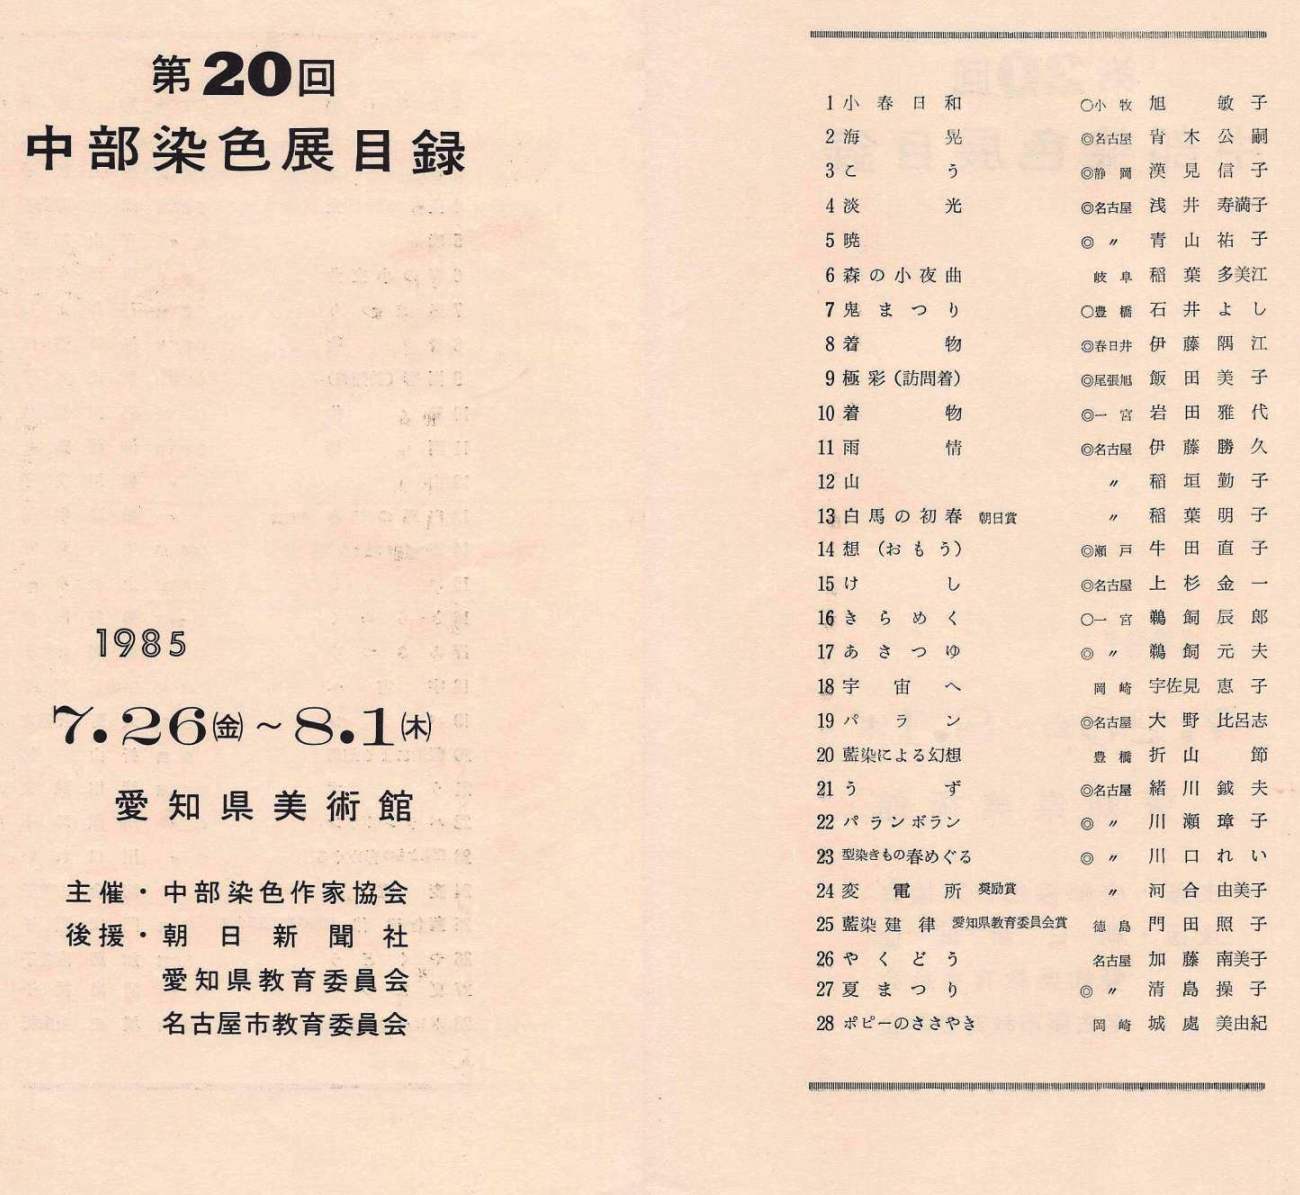 第20回
中部染色展目録
1985
7.26㈮～8.1㈭
愛知県美術館
主催・中部染色作家協会
後援・朝日新聞社
愛知県教育委員会
名古屋市教育委員会
1 小春日和 ○小牧 旭敏子
2 海晃 ◎名古屋 青木公嗣
3 こう ◎静岡 漢見信子
4 淡光 ◎名古屋 浅井寿満子
5 暁 ◎〃 青山祐子
6 森の小夜曲 岐阜 稲葉多美江
7 鬼まつり ○豊橋 石井よし
8 着物 ◎春日井 伊藤隅江
9 極彩(訪問着) ◎尾張旭 飯田美子
10 着物 ◎一宮 岩田雅代
11 雨情 ◎名古屋 伊藤勝久
12 山 〃 稲垣勤子
13 白馬の初春 朝日賞 〃 稲葉明子
14 想(おもう) ◎瀬戸 牛田直子
15 けし ◎名古屋 上杉金一
16 きらめく ○一宮 鵜飼辰郎
17 あさつゆ ◎〃 鵜飼元夫
18 宇宙へ 岡崎 宇佐見恵子
19 パラン ◎名古屋 大野比呂志
20 藍染による幻想 豊橋 折山節
21 うず ◎名古屋 緒川鉞夫
22 パランボラン ◎〃 川瀬璋子
23 型染きもの春めぐる ◎〃 川口れい
24 変電所 奨励賞 〃 河合由美子
25 藍染建律 愛知県教育委員会賞 徳島 門田照子
26 やくどう 名古屋 加藤南美子
27 夏まつり ◎〃 清島操子
28 ポピーのささやき 岡崎 城處美由紀